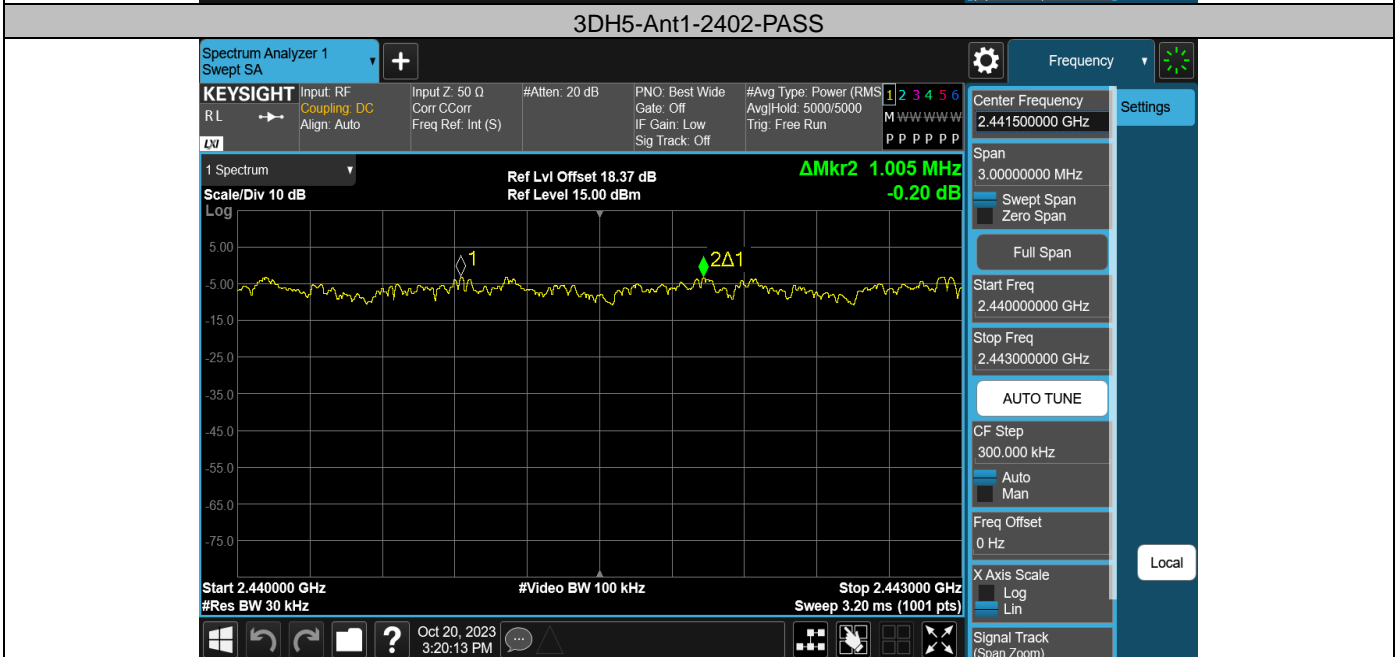 3DH5-Ant1-2402-PASS
Spectrum Analyzer 1
Swept SA
+
Frequency
KEYSIGHT
RL
LXI
Input: RF
Coupling: DC
Align: Auto
Input Z: 50 Ω
Corr CCorr
Freq Ref: Int (S)
#Atten: 20 dB
PNO: Best Wide
Gate: Off
IF Gain: Low
Sig Track: Off
#Avg Type: Power (RMS
Avg|Hold: 5000/5000
Trig: Free Run
1 2 3 4 5 6
M W W W W W
P P P P P P
Center Frequency
2.441500000 GHz
Settings
1 Spectrum
Scale/Div 10 dB
Ref Lvl Offset 18.37 dB
Ref Level 15.00 dBm
ΔMkr2 1.005 MHz
-0.20 dB
Span
3.00000000 MHz
Swept Span
Zero Span
Full Span
Log
5.00
-5.00
-15.0
-25.0
-35.0
-45.0
-55.0
-65.0
-75.0
1
2Δ1
Start Freq
2.440000000 GHz
Stop Freq
2.443000000 GHz
AUTO TUNE
CF Step
300.000 kHz
Auto
Man
Freq Offset
0 Hz
Local
X Axis Scale
Log
Lin
Start 2.440000 GHz
#Res BW 30 kHz
#Video BW 100 kHz
Stop 2.443000 GHz
Sweep 3.20 ms (1001 pts)
?
Oct 20, 2023
3:20:13 PM
Signal Track
(Span Zoom)